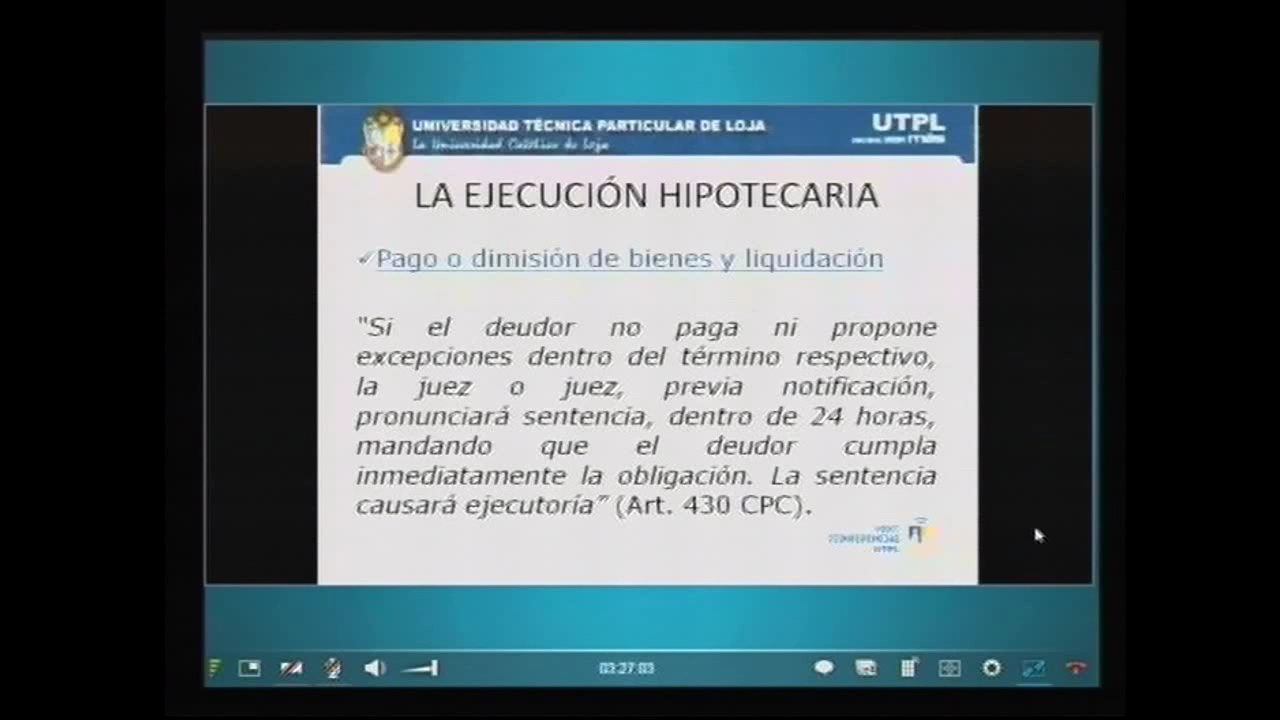 UNIVERSIDAD TÉCNICA PARTICULAR DE LOJA
La Universidad Católica de Loja
UTPL
LA EJECUCIÓN HIPOTECARIA
✓Pago o dimisión de bienes y liquidación
"Si el deudor no paga ni propone
excepciones dentro del término respectivo,
la juez o juez, previa notificación,
pronunciará sentencia, dentro de 24 horas,
mandando que el deudor cumpla
inmediatamente la obligación. La sentencia
causará ejecutoría" (Art. 430 CPC).
CONFERENCIAS
UTPL
03:27:03